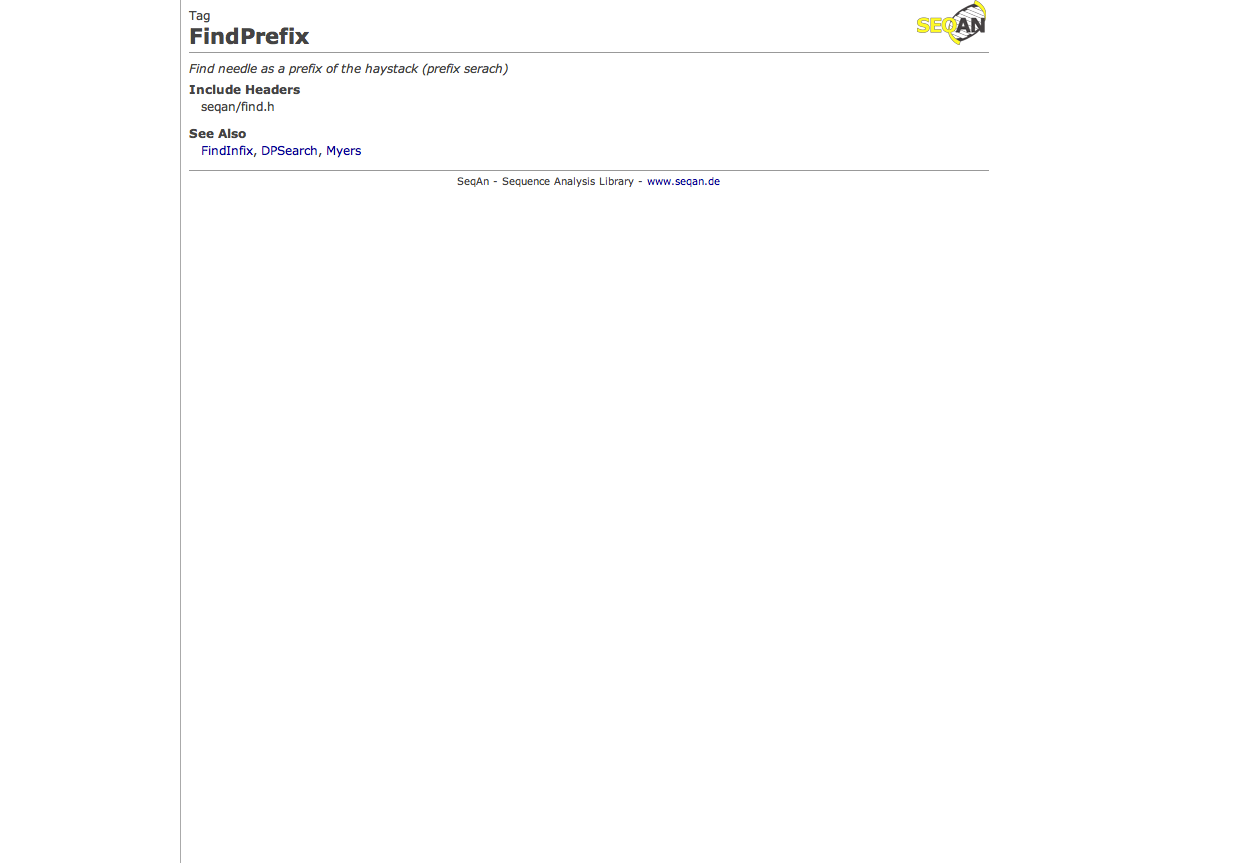 Tag
FindPrefix
SEQAN
Find needle as a prefix of the haystack (prefix serach)
Include Headers
seqan/find.h
See Also
FindInfix, DPSearch, Myers
SeqAn - Sequence Analysis Library - www.seqan.de